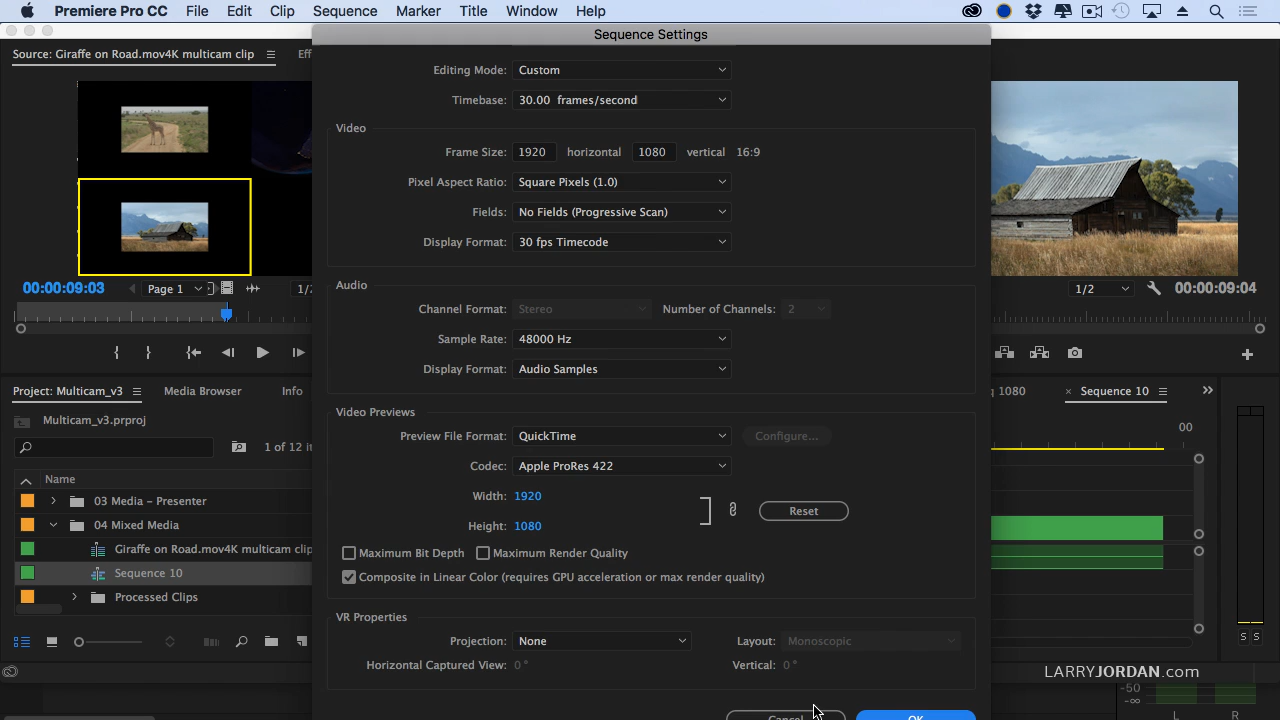 Premiere Pro CC File Edit Clip Sequence Marker Title Window Help
Sequence Settings
Source: Giraffe on Road.mov4K multicam clip
Editing Mode: Custom
Timebase: 30.00 frames/second
Video
Frame Size: 1920 horizontal 1080 vertical 16:9
Pixel Aspect Ratio: Square Pixels (1.0)
Fields: No Fields (Progressive Scan)
Display Format: 30 fps Timecode
00:00:09:03 Page 1 1/2
1/2 00:00:09:04
Audio
Channel Format: Stereo Number of Channels: 2
Sample Rate: 48000 Hz
Display Format: Audio Samples
Project: Multicam_v3 Media Browser Info
1080 Sequence 10
Multicam_v3.prproj
1 of 12 it
00
Video Previews
Preview File Format: QuickTime Configure...
Codec: Apple ProRes 422
Width: 1920
Height: 1080
Reset
Maximum Bit Depth Maximum Render Quality
Composite in Linear Color (requires GPU acceleration or max render quality)
Name
03 Media – Presenter
04 Mixed Media
Giraffe on Road.mov4K multicam clip
Sequence 10
Processed Clips
VR Properties
Projection: None Layout: Monoscopic
Horizontal Captured View: 0° Vertical: 0°
S S
LARRYJORDAN.com
Cancel OK
-50
-∞
L R